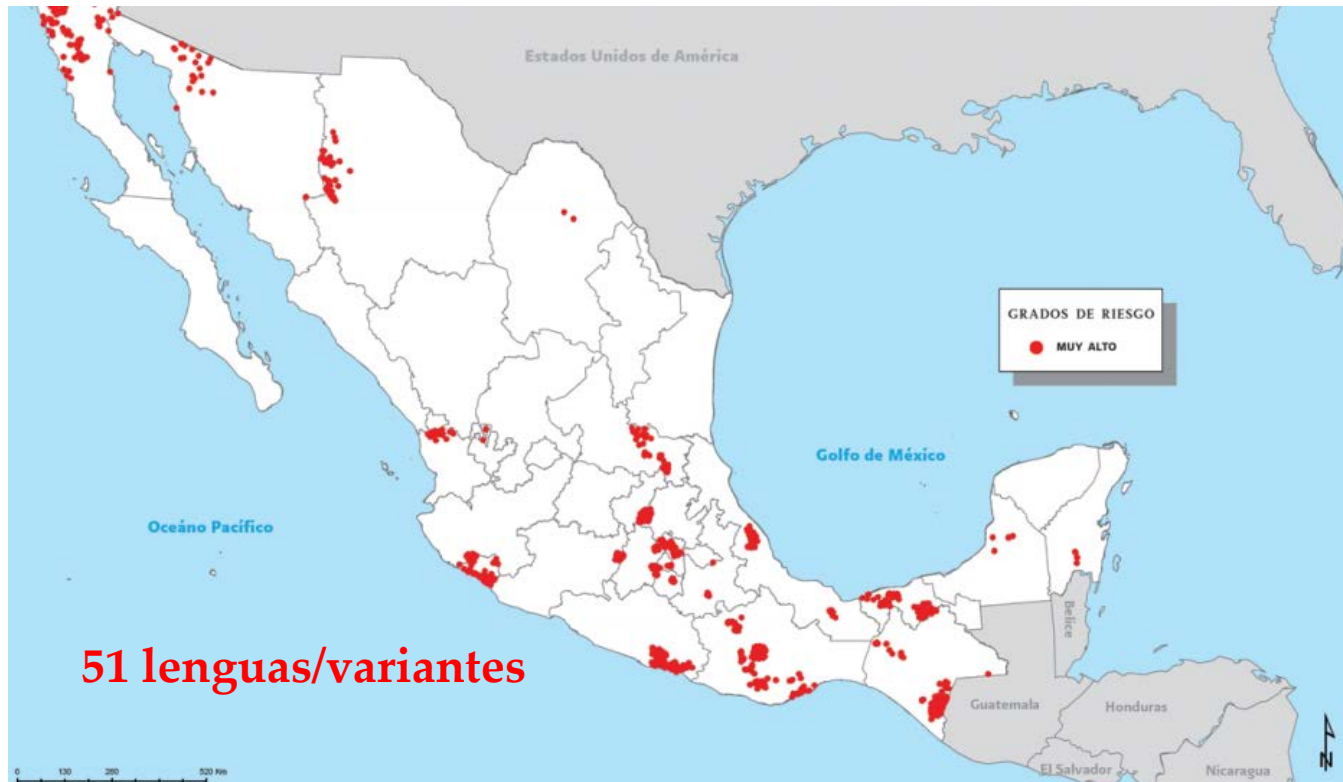 Estados Unidos de América
GRADOS DE RIESGO
MUY ALTO
Golfo de México
Oceáno Pacífico
Belice
51 lenguas/variantes
Guatemala
Honduras
El Salvador
Nicaragua
N
0 130 260 520 Km